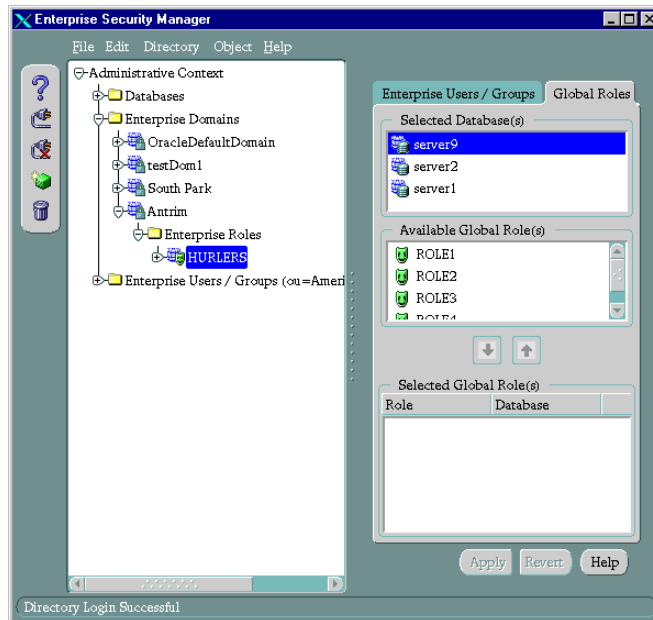 Enterprise Security Manager
File Edit Directory Object Help
Administrative Context
Databases
Enterprise Domains
OracleDefaultDomain
testDom1
South Park
Antrim
Enterprise Roles
HURLERS
Enterprise Users / Groups (ou=Ameri
Enterprise Users / Groups Global Roles
Selected Database(s)
server9
server2
server1
Available Global Role(s)
ROLE1
ROLE2
ROLE3
ROLE4
Selected Global Role(s)
Role Database
Apply Revert Help
Directory Login Successful